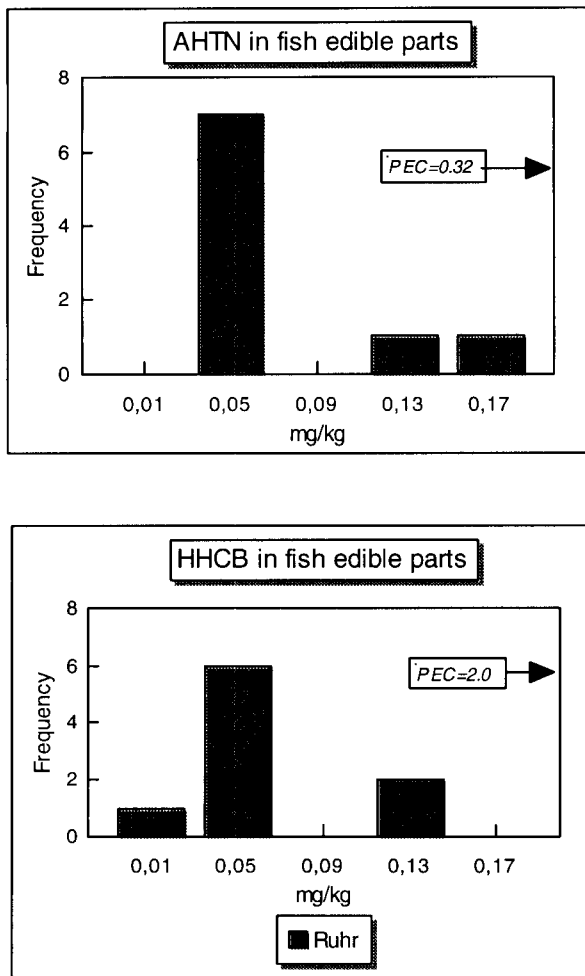 AHTN in fish edible parts
8
6
4
2
0
Frequency
PEC=0.32
0,01 0,05 0,09 0,13 0,17
mg/kg
HHCB in fish edible parts
8
6
4
2
0
Frequency
PEC=2.0
0,01 0,05 0,09 0,13 0,17
mg/kg
Ruhr